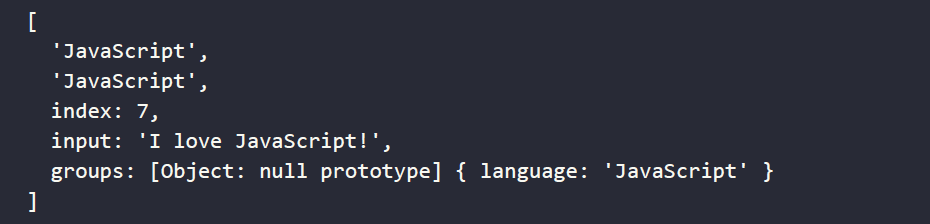 [
'JavaScript',
'JavaScript',
index: 7,
input: 'I love JavaScript!',
groups: [Object: null prototype] { language: 'JavaScript' }
]